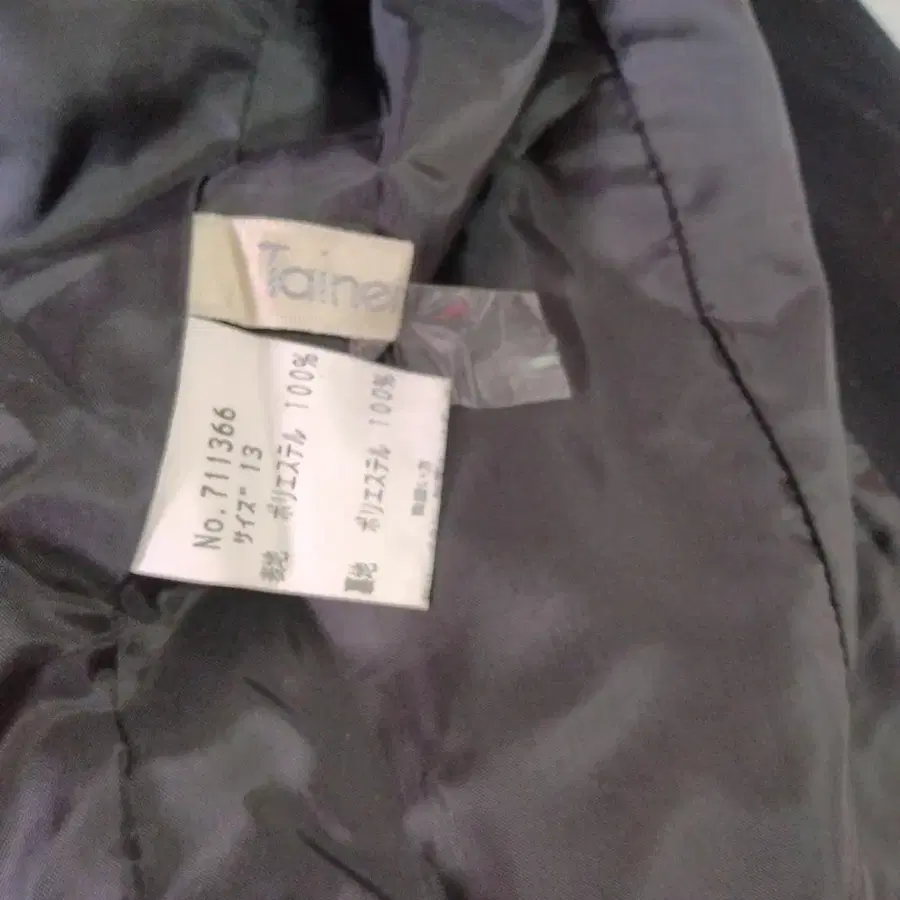 Tainer
No.711366
サイズ 13
表地 ポリエステル 100%
裏地 ポリエステル 100%